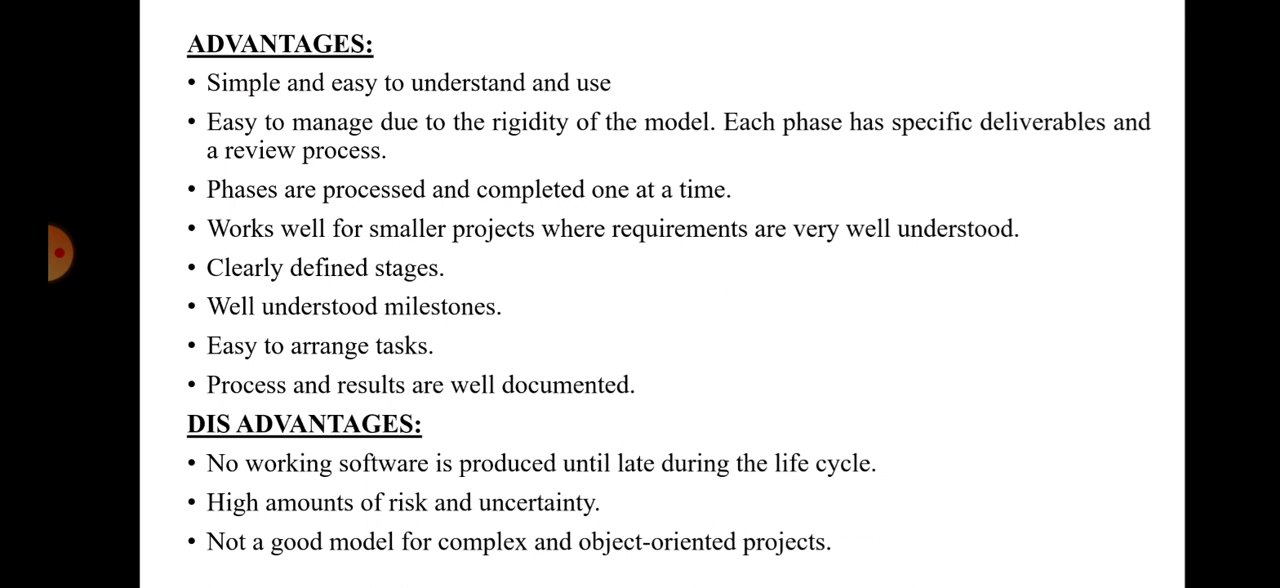 ADVANTAGES:
• Simple and easy to understand and use
• Easy to manage due to the rigidity of the model. Each phase has specific deliverables and
a review process.
• Phases are processed and completed one at a time.
• Works well for smaller projects where requirements are very well understood.
• Clearly defined stages.
• Well understood milestones.
• Easy to arrange tasks.
• Process and results are well documented.
DIS ADVANTAGES:
• No working software is produced until late during the life cycle.
• High amounts of risk and uncertainty.
• Not a good model for complex and object-oriented projects.